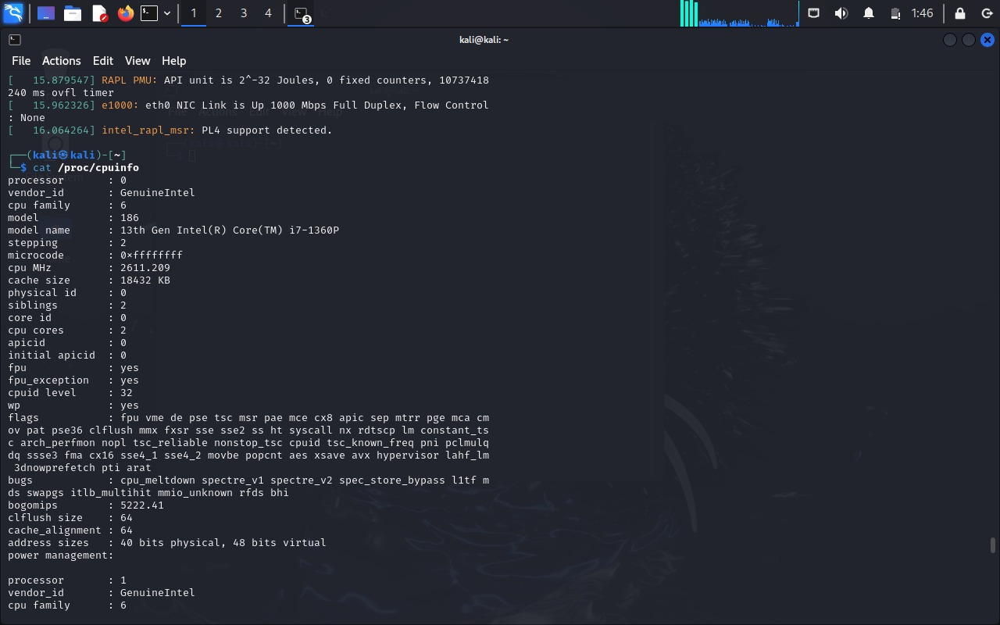 1 2 3 4 3 1:46
kali@kali: ~
File Actions Edit View Help
[   15.879547] RAPL PMU: API unit is 2^-32 Joules, 0 fixed counters, 10737418
240 ms ovfl timer
[   15.962326] e1000: eth0 NIC Link is Up 1000 Mbps Full Duplex, Flow Control
: None
[   16.064264] intel_rapl_msr: PL4 support detected.
┌──(kali㉿kali)-[~]
└─$ cat /proc/cpuinfo
processor       : 0
vendor_id       : GenuineIntel
cpu family      : 6
model           : 186
model name      : 13th Gen Intel(R) Core(TM) i7-1360P
stepping        : 2
microcode       : 0xffffffff
cpu MHz         : 2611.209
cache size      : 18432 KB
physical id     : 0
siblings        : 2
core id         : 0
cpu cores       : 2
apicid          : 0
initial apicid  : 0
fpu             : yes
fpu_exception   : yes
cpuid level     : 32
wp              : yes
flags           : fpu vme de pse tsc msr pae mce cx8 apic sep mtrr pge mca cm
ov pat pse36 clflush mmx fxsr sse sse2 ss ht syscall nx rdtscp lm constant_ts
c arch_perfmon nopl tsc_reliable nonstop_tsc cpuid tsc_known_freq pni pclmulq
dq ssse3 fma cx16 sse4_1 sse4_2 movbe popcnt aes xsave avx hypervisor lahf_lm
 3dnowprefetch pti arat
bugs            : cpu_meltdown spectre_v1 spectre_v2 spec_store_bypass l1tf m
ds swapgs itlb_multihit mmio_unknown rfds bhi
bogomips        : 5222.41
clflush size    : 64
cache_alignment : 64
address sizes   : 40 bits physical, 48 bits virtual
power management:
processor       : 1
vendor_id       : GenuineIntel
cpu family      : 6